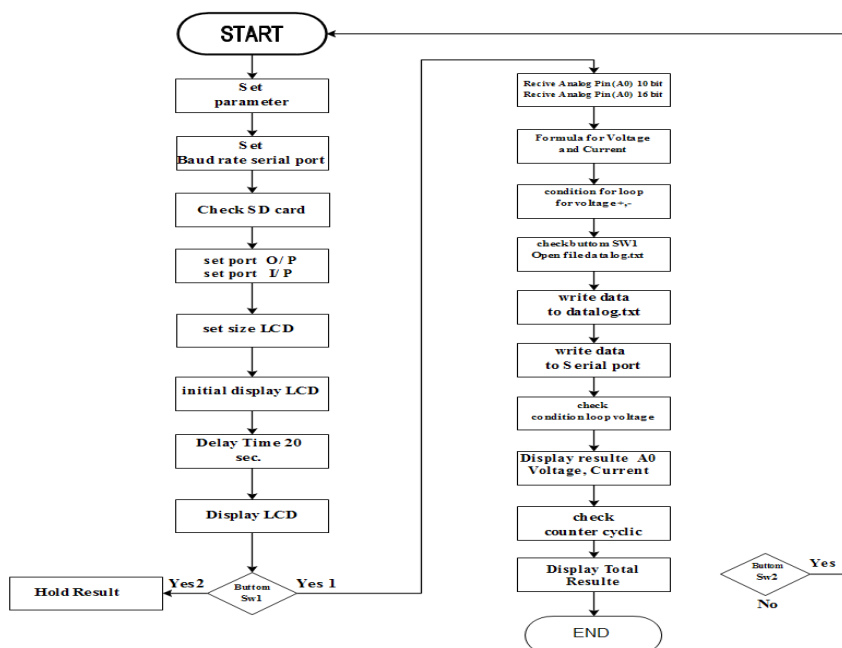 START
Set
parameter
Set
Baud rate serial port
Check SD card
set port O/P
set port I/P
set size LCD
initial display LCD
Delay Time 20
sec.
Display LCD
Buttom
Sw1
Yes2
Yes 1
Hold Result
Recive Analog Pin(A0) 10 bit
Recive Analog Pin(A0) 16 bit
Formula for Voltage
and Current
condition for loop
for voltage+,-
checkbuttom SW1
Open file datalog.txt
write data
to datalog.txt
write data
to Serial port
check
condition loop voltage
Display resulte A0
Voltage, Current
check
counter cyclic
Display Total
Resulte
END
Buttom
Sw2
Yes
No